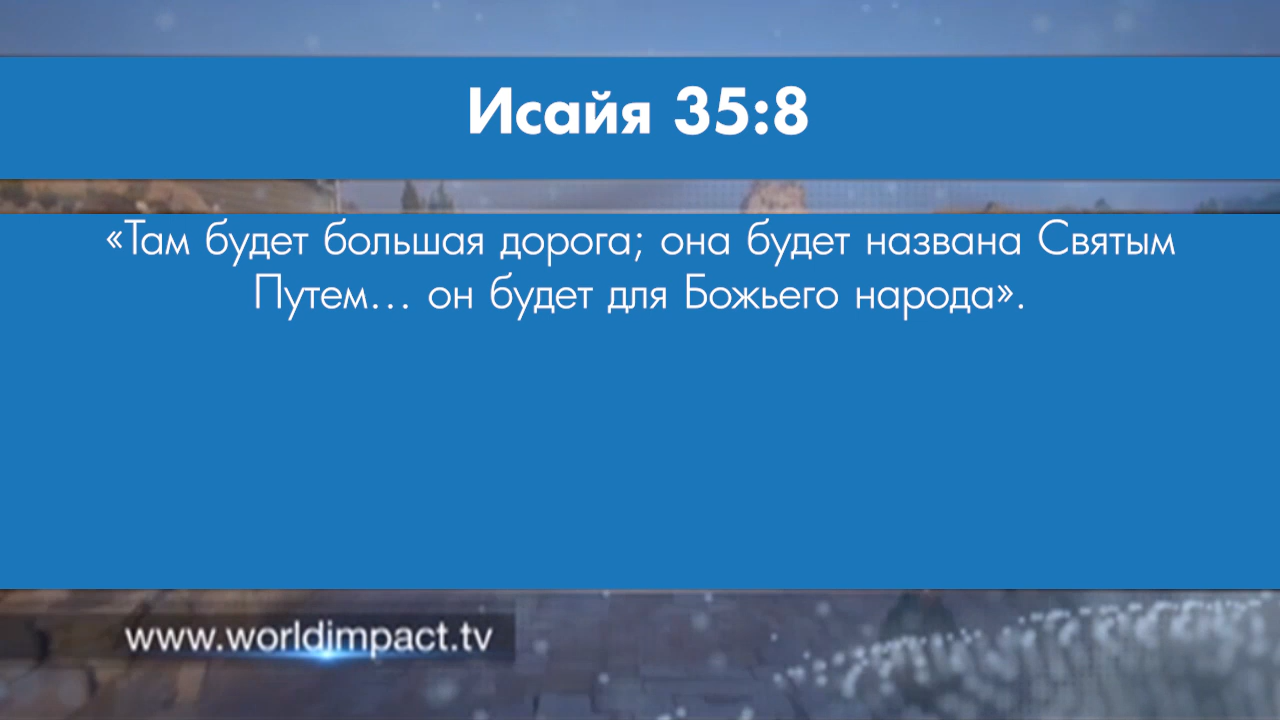 Исайя 35:8
«Там будет большая дорога; она будет названа Святым
Путем... он будет для Божьего народа».
www.worldimpact.tv